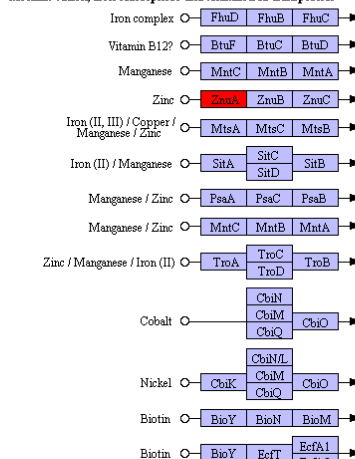 Iron complex FhuD FhuB FhuC
Vitamin B12? BtuF BtuC BtuD
Manganese MntC MntB MntA
Zinc ZnuA ZnuB ZnuC
Iron (II, III) / Copper /
Manganese / Zinc MtsA MtsC MtsB
Iron (II) / Manganese SitA SitC SitB
SitD
Manganese / Zinc PsaA PsaC PsaB
Manganese / Zinc MntC MntB MntA
Zinc / Manganese / Iron (II) TroA TroC TroB
TroD
CbiN
Cobalt CbiM CbiO
CbiQ
CbiN/L
Nickel CbiK CbiM CbiO
CbiQ
Biotin BioY BioN BioM
Biotin BioY EcfT EcfA1